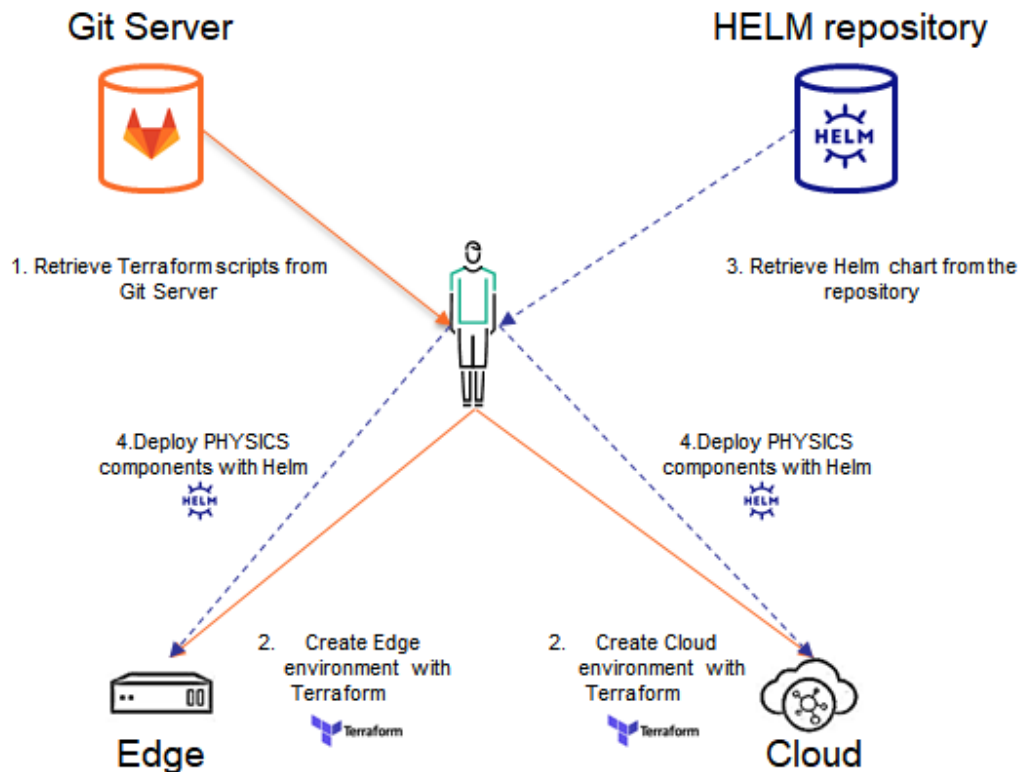 Git Server
HELM repository
HELM
1. Retrieve Terraform scripts from
Git Server
3. Retrieve Helm chart from the
repository
4.Deploy PHYSICS
components with Helm
HELM
4.Deploy PHYSICS
components with Helm
HELM
2. Create Edge
environment with
Terraform
Terraform
2. Create Cloud
environment with
Terraform
Terraform
Edge
Cloud